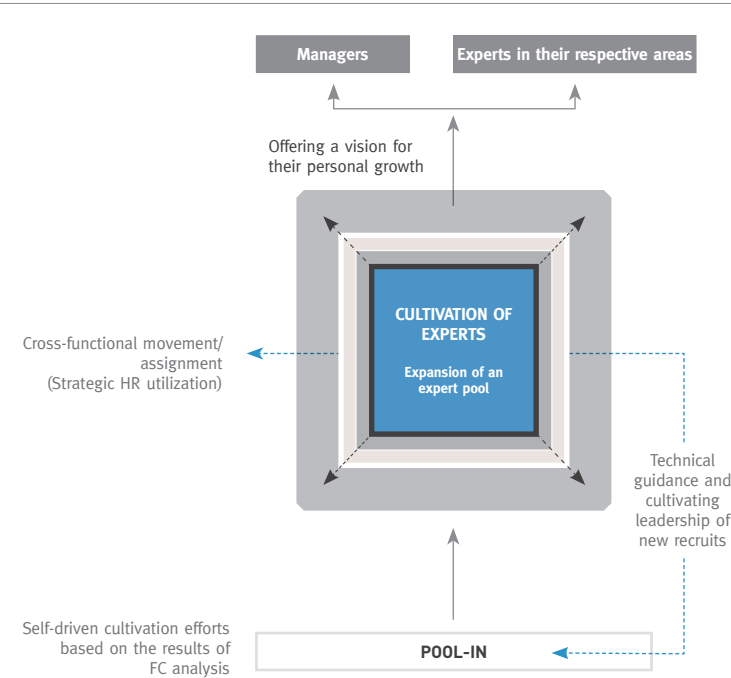 Managers
Experts in their respective areas
Offering a vision for
their personal growth
CULTIVATION OF
EXPERTS
Expansion of an
expert pool
Cross-functional movement/
assignment
(Strategic HR utilization)
Technical
guidance and
cultivating
leadership of
new recruits
Self-driven cultivation efforts
based on the results of
FC analysis
POOL-IN